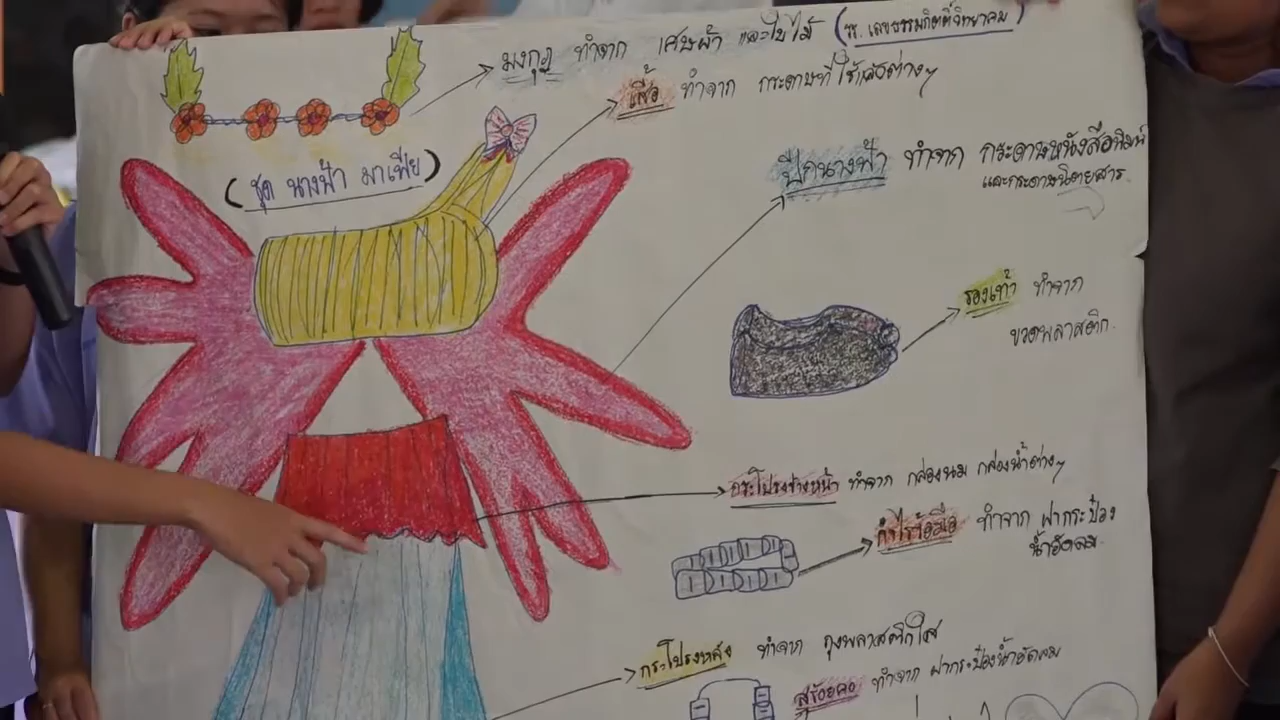 มงกุฎ ทำจาก เศษผ้า และใบไม้ (รร. เลขธรรมกิตติ์วิทยาคม)
เสื้อ ทำจาก กระดาษที่ใช้แล้วต่างๆ
(ชุด นางฟ้า มาเฟีย)
ปีกนางฟ้า ทำจาก กระดาษหนังสือพิมพ์
และกระดาษนิตยสาร
รองเท้า ทำจาก
ขวดพลาสติก
กระโปรงข้างหน้า ทำจาก กล่องนม กล่องน้ำต่างๆ
กำไรข้อมือ ทำจาก ฝากระป๋อง
น้ำอัดลม
กระโปรงหลัง ทำจาก ถุงพลาสติกใส
สร้อยคอ ทำจาก ฝากระป๋องน้ำอัดลม